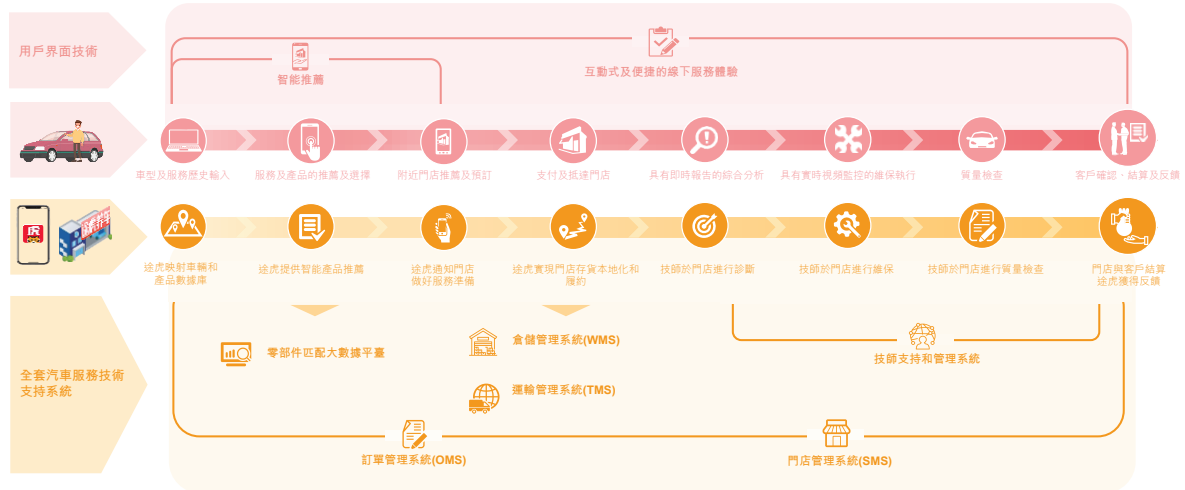 用戶界面技術
智能推薦
互動式及便捷的線下服務體驗
車型及服務歷史輸入
服務及產品的推薦及選擇
附近門店推薦及預訂
支付及抵達門店
具有即時報告的綜合分析
具有實時視頻監控的維保執行
質量檢查
客戶確認、結算及反饋
虎
途虎映射車輛和
產品數據庫
途虎提供智能產品推薦
途虎通知門店
做好服務準備
途虎實現門店存貨本地化和
履約
技師於門店進行診斷
技師於門店進行維保
技師於門店進行質量檢查
門店與客戶結算
途虎獲得反饋
全套汽車服務技術
支持系統
零部件匹配大數據平臺
倉儲管理系統(WMS)
運輸管理系統(TMS)
技師支持和管理系統
訂單管理系統(OMS)
門店管理系統(SMS)